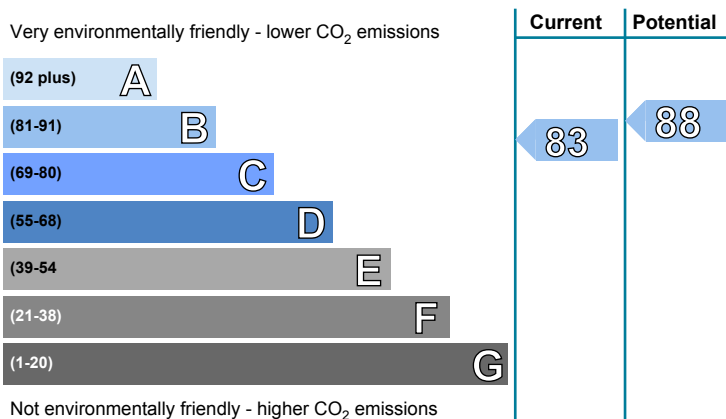 Current Potential
Very environmentally friendly - lower CO₂ emissions
(92 plus) A
(81-91) B
83 88
(69-80) C
(55-68) D
(39-54 E
(21-38) F
(1-20) G
Not environmentally friendly - higher CO₂ emissions